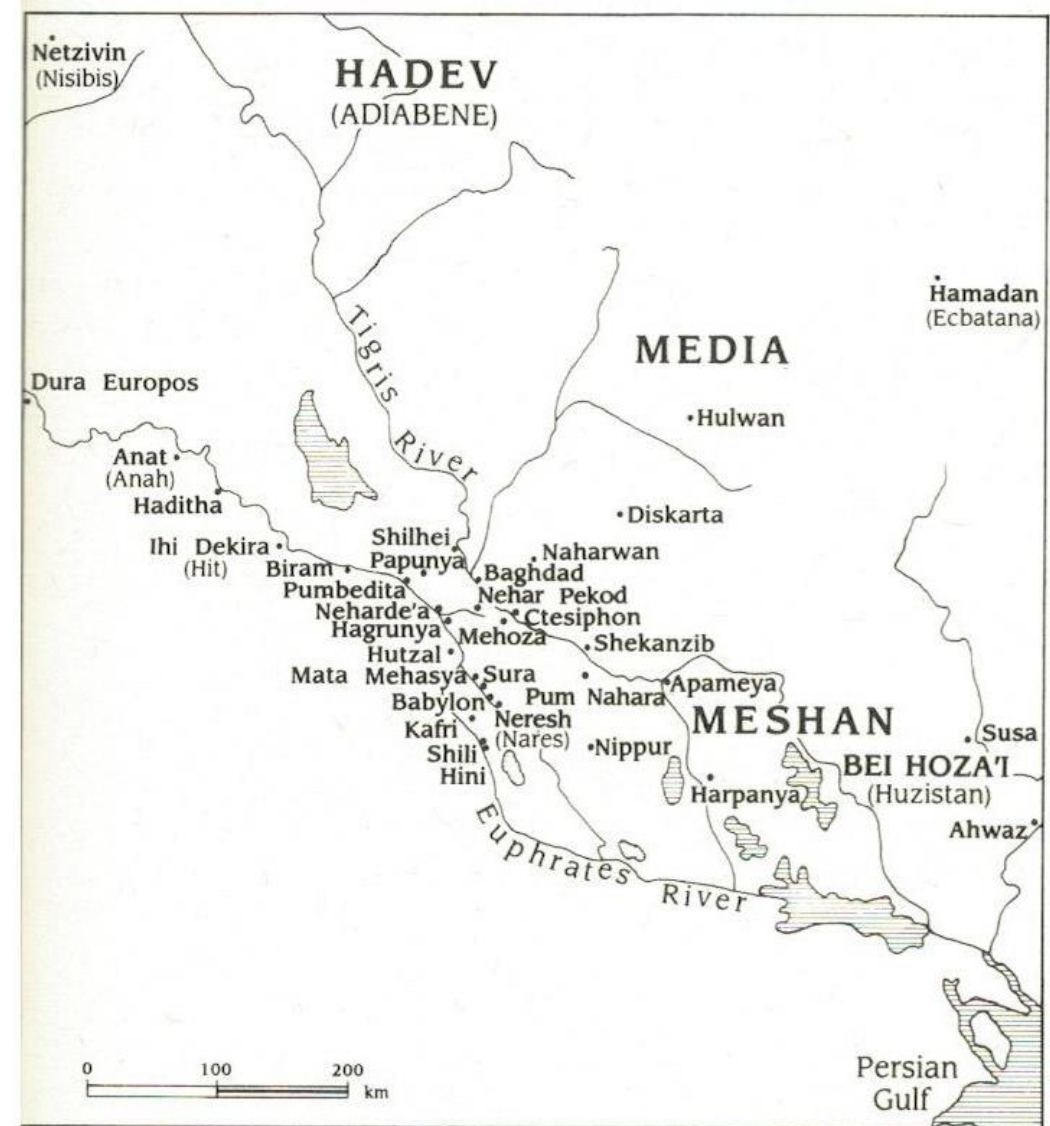 Netzivin
(Nisibis)
HADEV
(ADIABENE)
Hamadan
(Ecbatana)
Tigris River
MEDIA
Dura Europos
Hulwan
Anat
(Anah)
Haditha
Diskarta
Shilhei
Ihi Dekira
(Hit)
Papunya
Naharwan
Biram
Baghdad
Pumbedita
Nehar Pekod
Neharde'a
Ctesiphon
Hagrunya
Mehoza
Shekanzib
Hutzal
Mata Mehasya
Sura
Apameya
Babylon
Pum Nahara
Neresh
(Nares)
MESHAN
Kafri
Susa
Shili
Nippur
Hini
BEI HOZA'I
(Huzistan)
Harpanya
Ahwaz
Euphrates River
Persian
Gulf
0 100 200
km